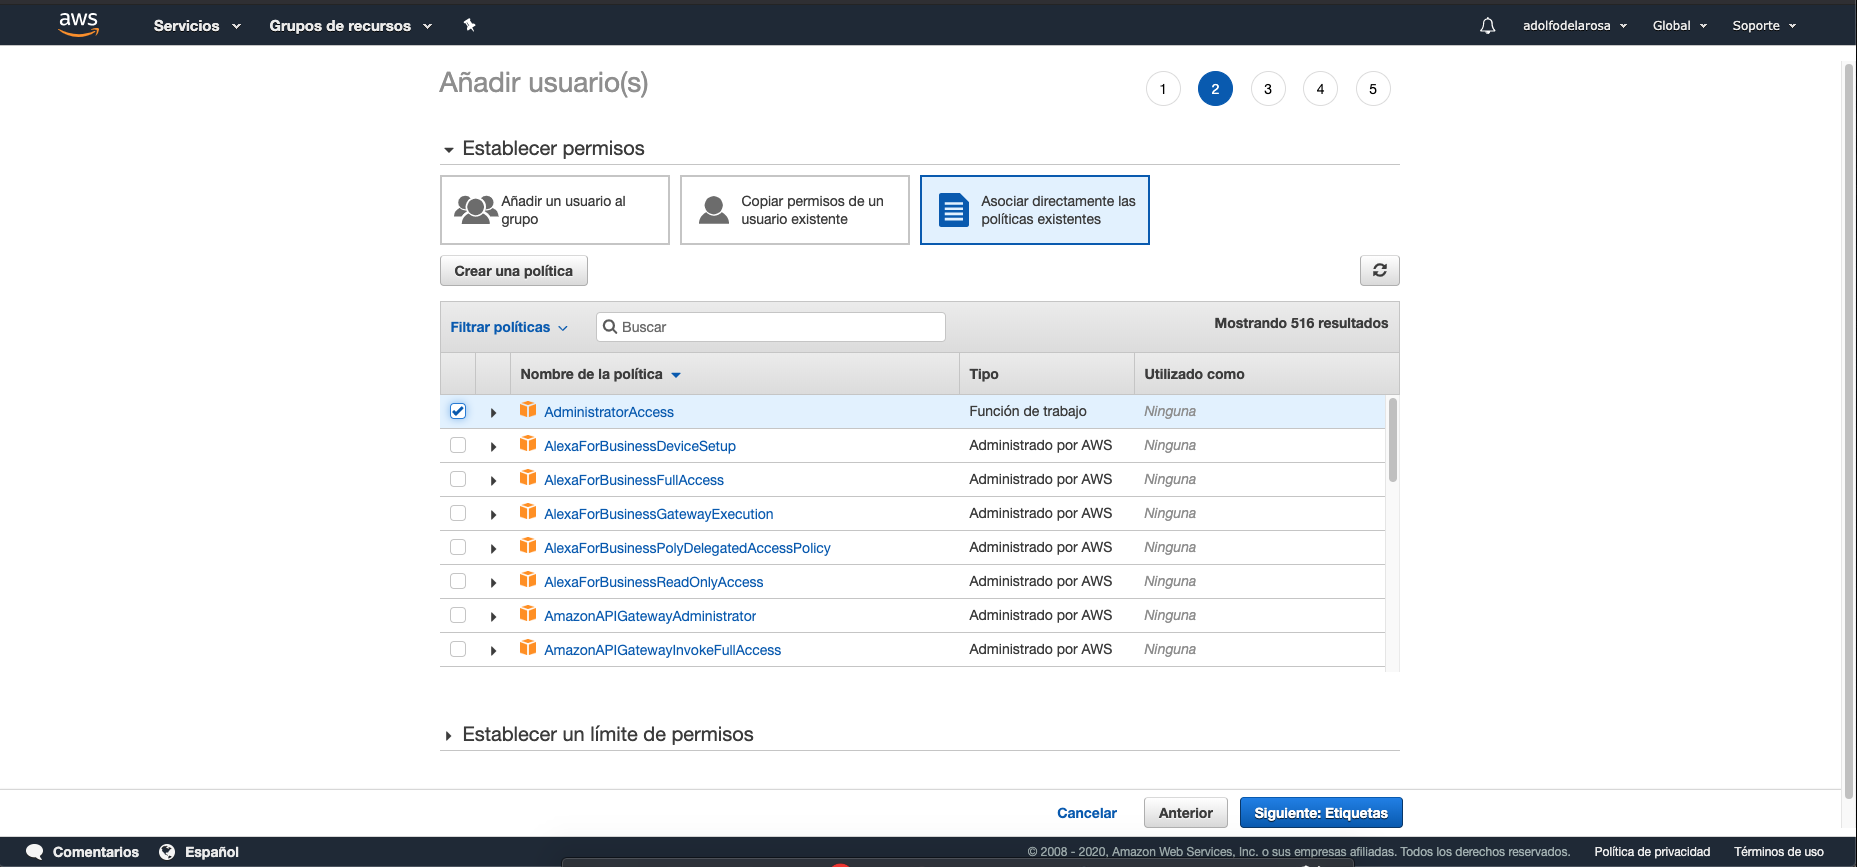 aws Servicios Grupos de recursos adolfodelarosa Global Soporte
Añadir usuario(s) 1 2 3 4 5
Establecer permisos
Añadir un usuario al
grupo
Copiar permisos de un
usuario existente
Asociar directamente las
políticas existentes
Crear una política
Filtrar políticas Buscar Mostrando 516 resultados
Nombre de la política Tipo Utilizado como
AdministratorAccess Función de trabajo Ninguna
AlexaForBusinessDeviceSetup Administrado por AWS Ninguna
AlexaForBusinessFullAccess Administrado por AWS Ninguna
AlexaForBusinessGatewayExecution Administrado por AWS Ninguna
AlexaForBusinessPolyDelegatedAccessPolicy Administrado por AWS Ninguna
AlexaForBusinessReadOnlyAccess Administrado por AWS Ninguna
AmazonAPIGatewayAdministrator Administrado por AWS Ninguna
AmazonAPIGatewayInvokeFullAccess Administrado por AWS Ninguna
Establecer un límite de permisos
Cancelar Anterior Siguiente: Etiquetas
Comentarios Español © 2008 - 2020, Amazon Web Services, Inc. o sus empresas afiliadas. Todos los derechos reservados. Política de privacidad Términos de uso